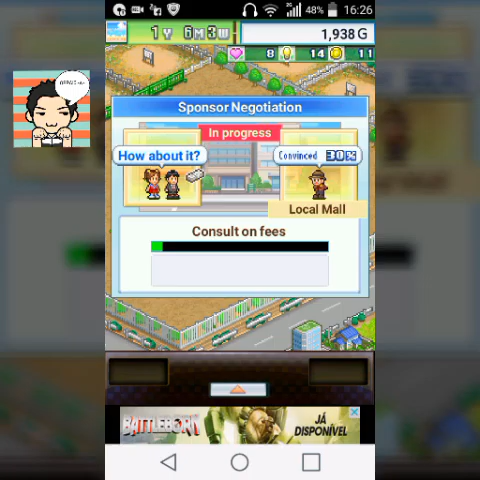 48% 16:26
1Y 6M 3W 1,938 G
8 14 11
Sponsor Negotiation
In progress
How about it?
Convinced 30%
Local Mall
Consult on fees
BATTLEBORN
JÁ
DISPONÍVEL